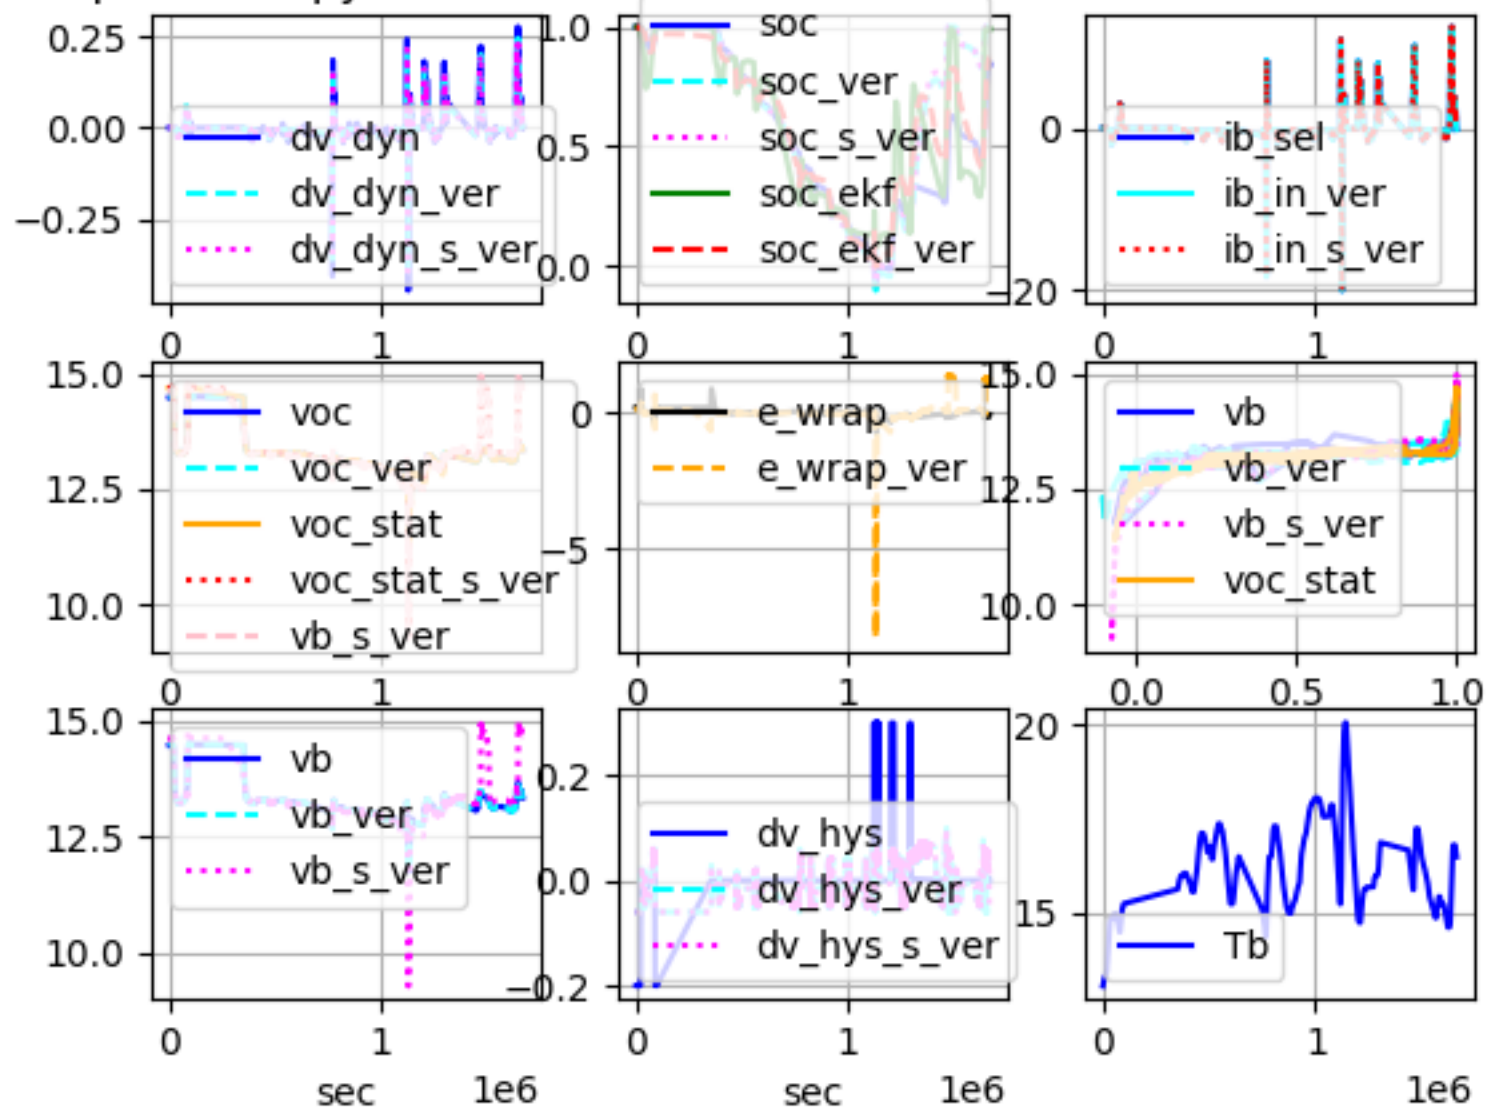 0.25
0.00
−0.25
dv_dyn
dv_dyn_ver
dv_dyn_s_ver
0
1
1.0
0.5
0.0
soc
soc_ver
soc_s_ver
soc_ekf
soc_ekf_ver
0
1
0
−20
ib_sel
ib_in_ver
ib_in_s_ver
0
1
15.0
12.5
10.0
voc
voc_ver
voc_stat
voc_stat_s_ver
vb_s_ver
0
1
0
−5
e_wrap
e_wrap_ver
0
1
15.0
12.5
10.0
vb
vb_ver
vb_s_ver
voc_stat
0.0
0.5
1.0
15.0
12.5
10.0
vb
vb_ver
vb_s_ver
0
1
sec
1e6
0.2
0.0
−0.2
dv_hys
dv_hys_ver
dv_hys_s_ver
0
1
sec
1e6
20
15
Tb
0
1
1e6